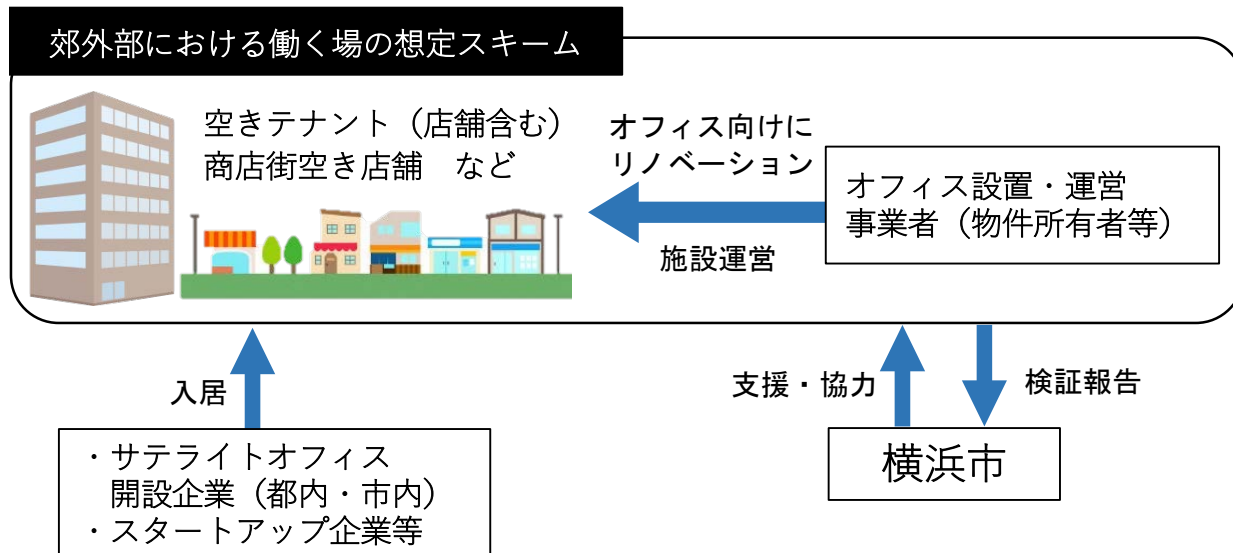 郊外部における働く場の想定スキーム
空きテナント（店舗含む）
商店街空き店舗　など
オフィス向けに
リノベーション
施設運営
オフィス設置・運営
事業者（物件所有者等）
入居
支援・協力
検証報告
・サテライトオフィス
開設企業（都内・市内）
・スタートアップ企業等
横浜市